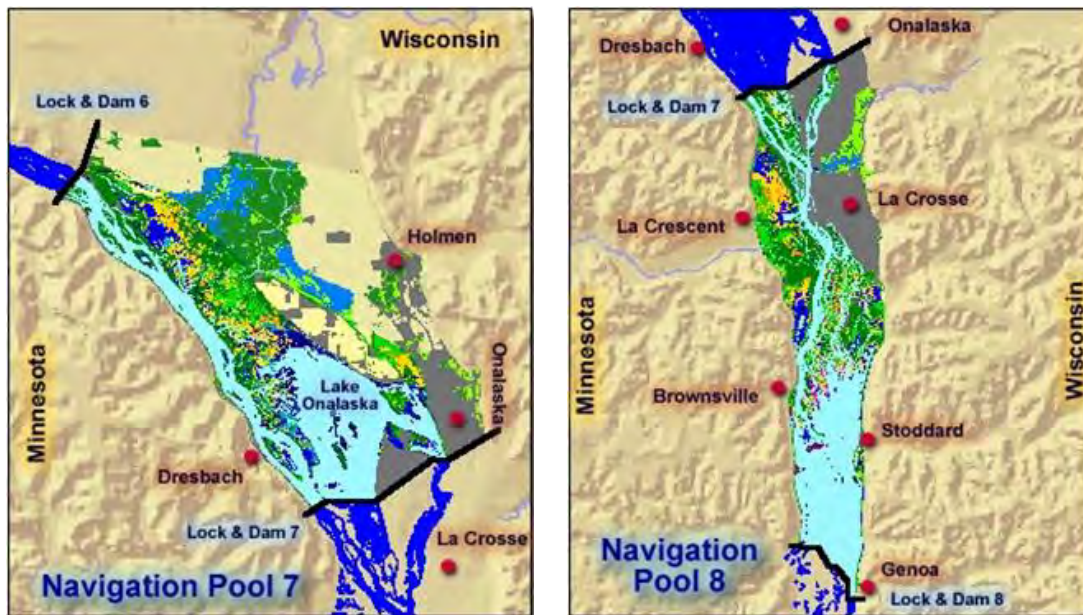 Wisconsin
Lock & Dam 6
Holmen
Minnesota
Lake
Onalaska
Onalaska
Dresbach
Lock & Dam 7
La Crosse
Navigation Pool 7
Onalaska
Dresbach
Lock & Dam 7
La Crosse
La Crescent
Minnesota
Wisconsin
Brownsville
Stoddard
Navigation
Pool 8
Genoa
Lock & Dam 8